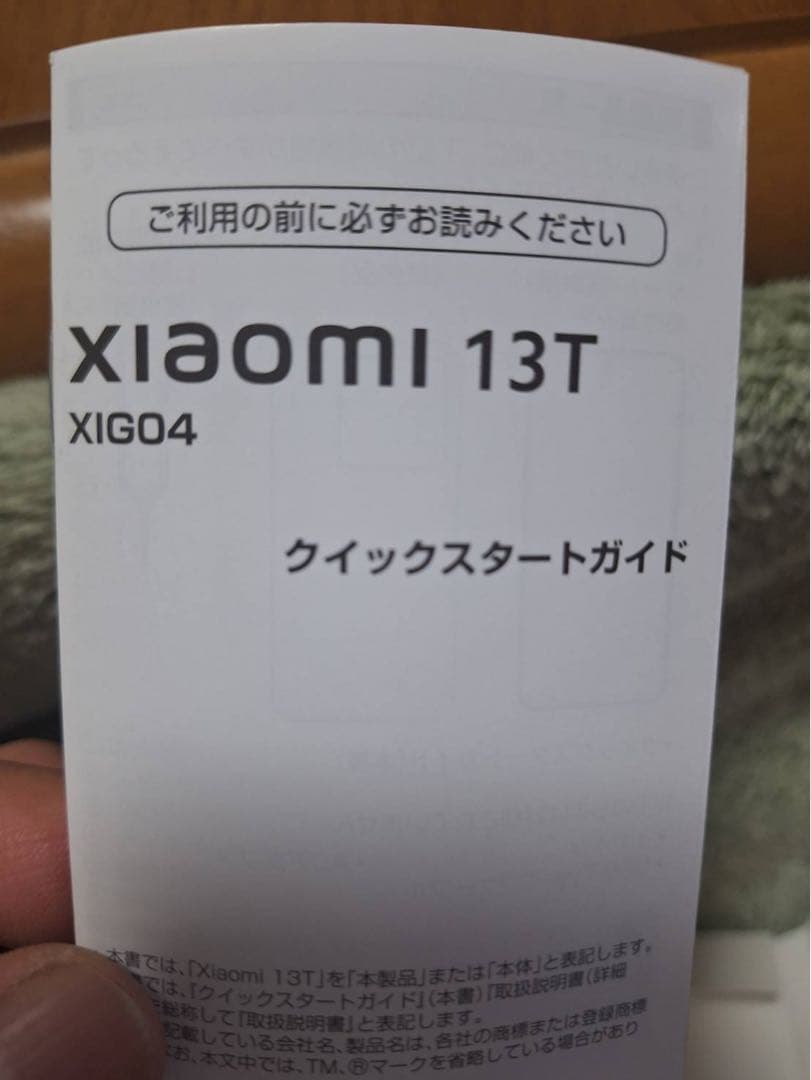 ご利用の前に必ずお読みください
xiaomi 13T
XIG04
クイックスタートガイド
本書では、「Xiaomi 13T」を「本製品」または「本体」と表記します。
書では、『クイックスタートガイド』(本書)『取扱説明書(詳細
総称して『取扱説明書』と表記します。
記載している会社名、製品名は、各社の商標または登録商標
お、本文中では、TM、®マークを省略している場合があり